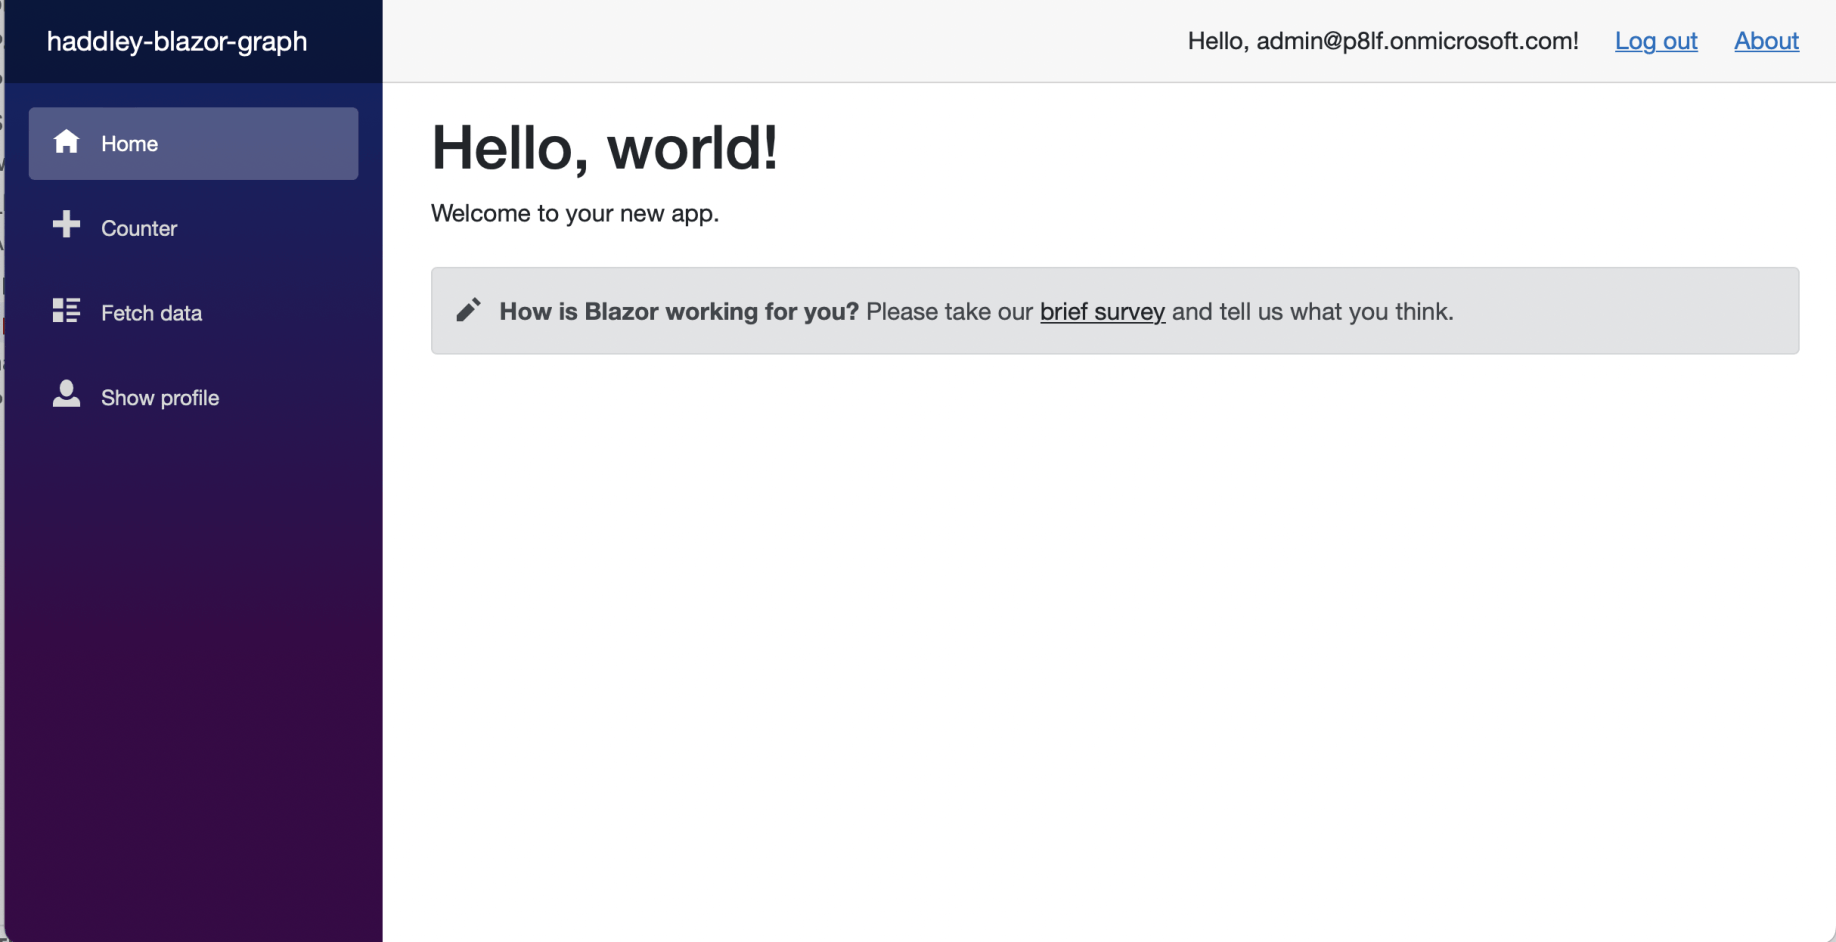 haddley-blazor-graph
Hello, admin@p8lf.onmicrosoft.com! Log out About
Home
Counter
Fetch data
Show profile
Hello, world!
Welcome to your new app.
How is Blazor working for you? Please take our brief survey and tell us what you think.